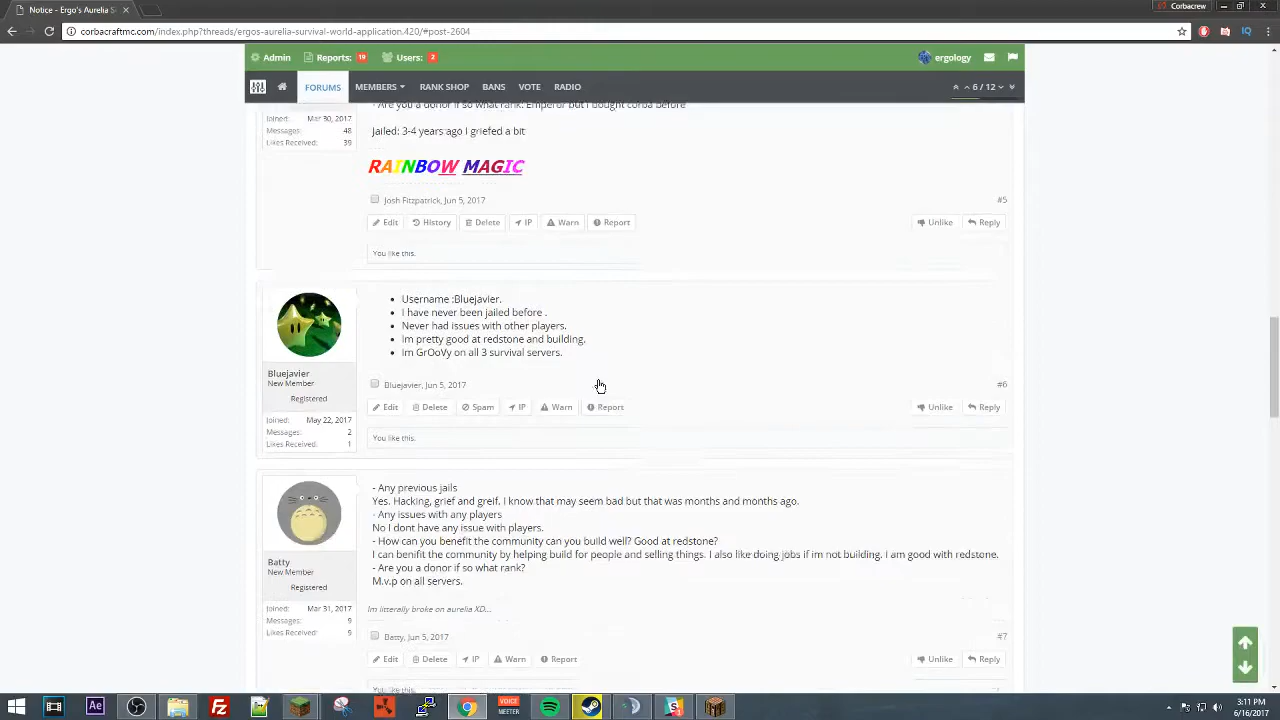 Notice - Ergo's Aurelia S
Corbacrew
corbacraftmc.com/index.php?threads/ergos-aurelia-survival-world-application.420/#post-2604
Admin Reports: 19 Users: 2 ergology
FORUMS MEMBERS RANK SHOP BANS VOTE RADIO 6 / 12
- Are you a donor if so what rank: Emperor but I bought corba before
Joined: Mar 30, 2017
Messages: 48
Likes Received: 39
Jailed: 3-4 years ago I griefed a bit
RAINBOW MAGIC
Josh Fitzpatrick, Jun 5, 2017 #5
Edit History Delete IP Warn Report Unlike Reply
You like this.
Bluejavier
New Member
Registered
Joined: May 22, 2017
Messages: 2
Likes Received: 1
Username :Bluejavier.
I have never been jailed before .
Never had issues with other players.
Im pretty good at redstone and building.
Im GrOoVy on all 3 survival servers.
Bluejavier, Jun 5, 2017 #6
Edit Delete Spam IP Warn Report Unlike Reply
You like this.
Batty
New Member
Registered
Joined: Mar 31, 2017
Messages: 9
Likes Received: 9
- Any previous jails
Yes. Hacking, grief and greif. I know that may seem bad but that was months and months ago.
- Any issues with any players
No I dont have any issue with players.
- How can you benefit the community can you build well? Good at redstone?
I can benifit the community by helping build for people and selling things. I also like doing jobs if im not building. I am good with redstone.
- Are you a donor if so what rank?
M.v.p on all servers.
Im litterally broke on aurelia XD...
Batty, Jun 5, 2017 #7
Edit Delete IP Warn Report Unlike Reply
You like this.
VOICE
MEETER
3:11 PM
6/16/2017